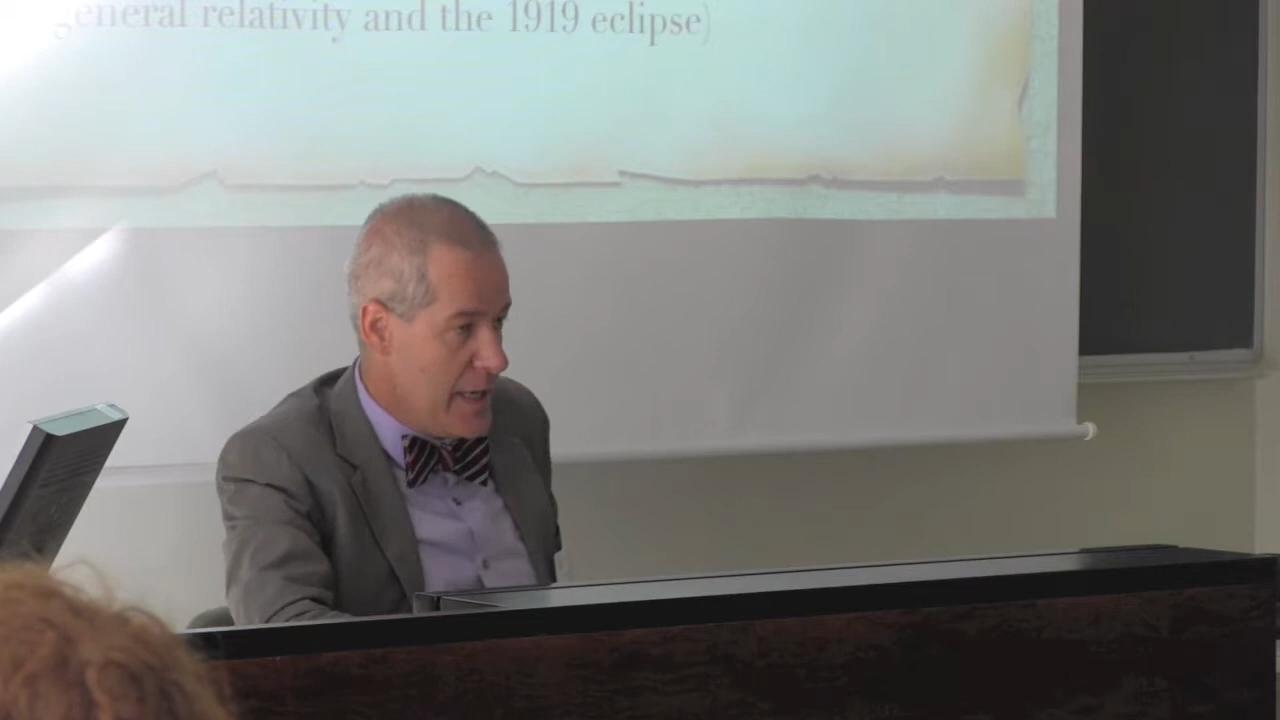 general relativity and the 1919 eclipse)